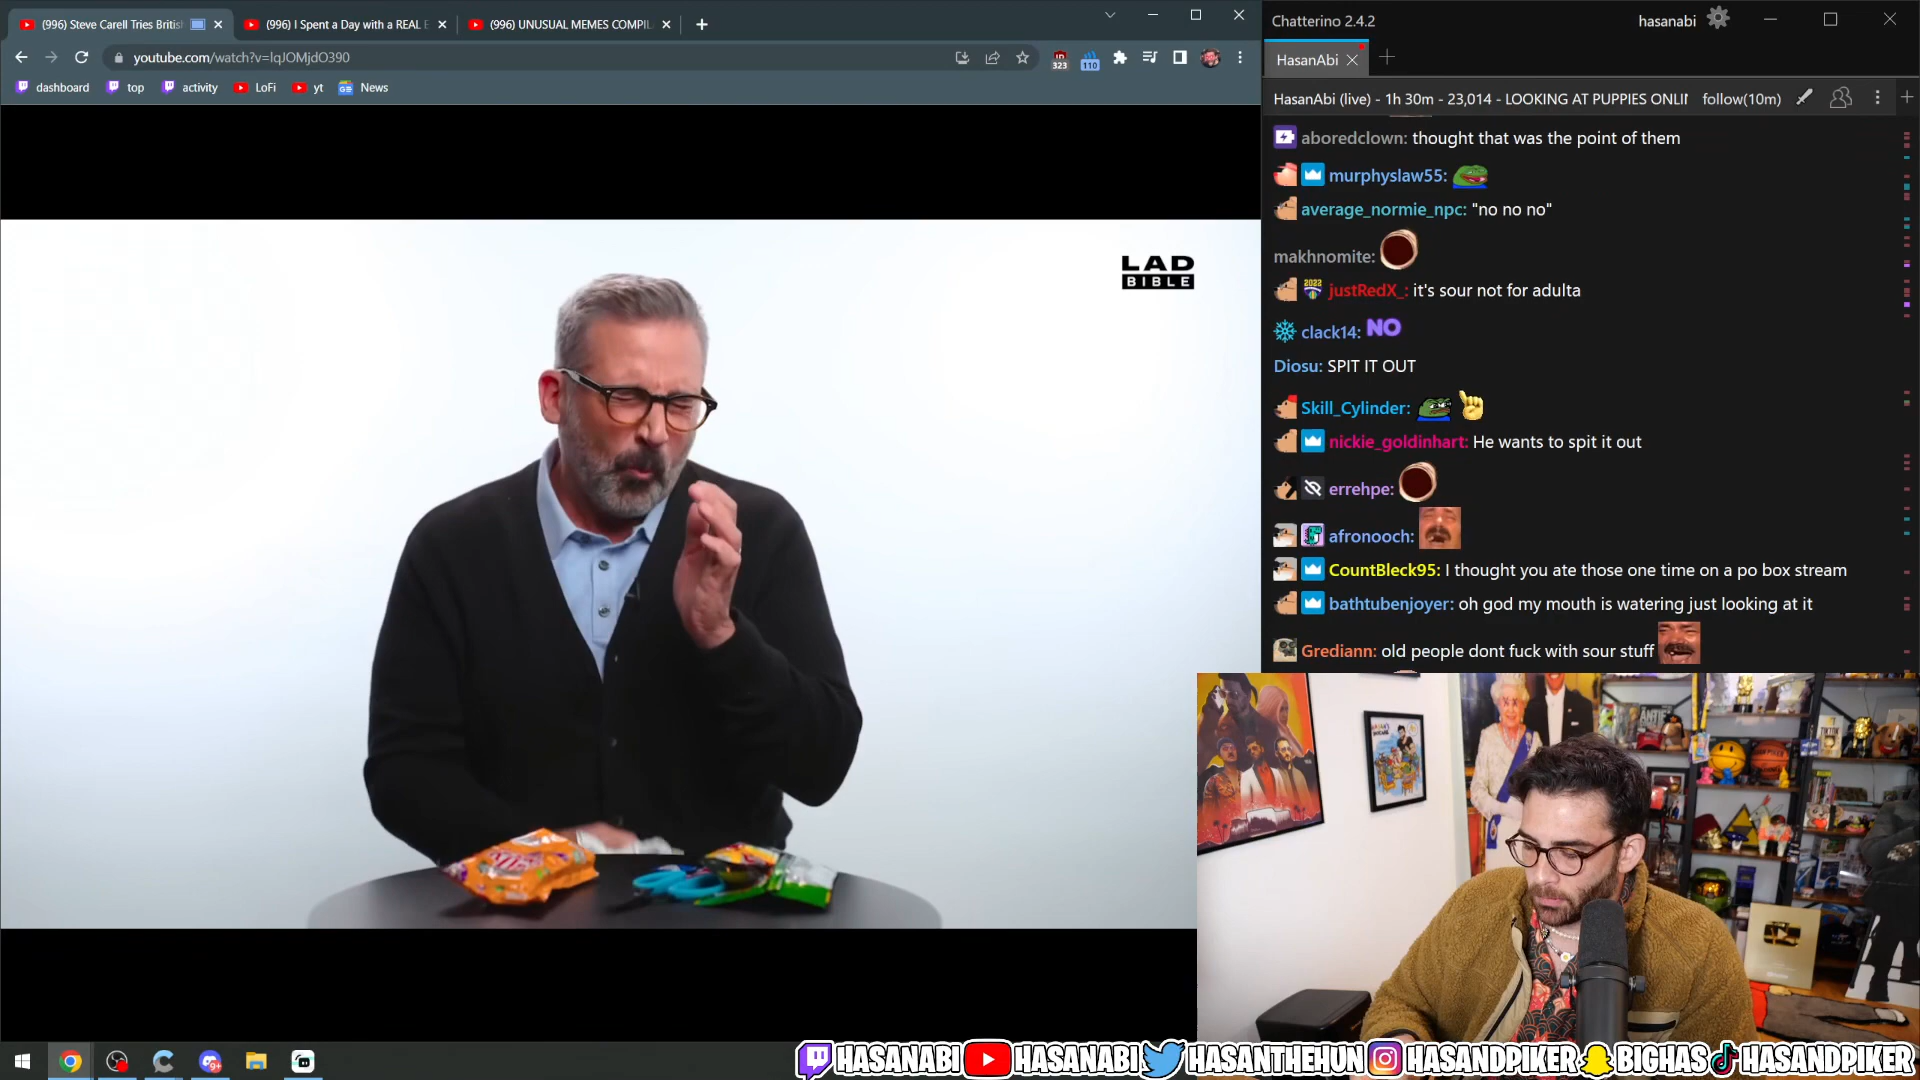 (996) Steve Carell Tries British
(996) I Spent a Day with a REAL E
(996) UNUSUAL MEMES COMPIL
youtube.com/watch?v=lqJOMjdO390
323
110
dashboard
top
activity
LoFi
yt
News
LAD
BIBLE
Chatterino 2.4.2
hasanabi
HasanAbi
HasanAbi (live) - 1h 30m - 23,014 - LOOKING AT PUPPIES ONLIN
follow(10m)
aboredclown: thought that was the point of them
murphyslaw55:
average_normie_npc: "no no no"
makhnomite:
justRedX_: it's sour not for adulta
clack14: NO
Diosu: SPIT IT OUT
Skill_Cylinder:
nickie_goldinhart: He wants to spit it out
errehpe:
afronooch:
CountBleck95: I thought you ate those one time on a po box stream
bathtubenjoyer: oh god my mouth is watering just looking at it
Grediann: old people dont fuck with sour stuff
HASANABI
HASANABI
HASANTHEHUN
HASANDPIKER
BIGHAS
HASANDPIKER